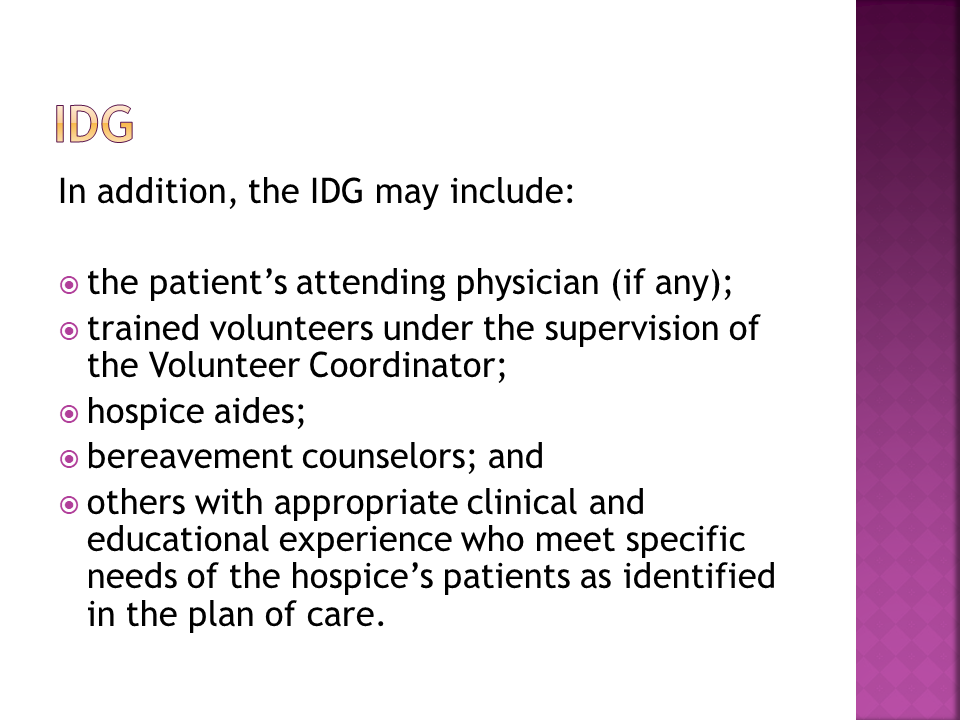 IDG
In addition, the IDG may include:
the patient’s attending physician (if any);
trained volunteers under the supervision of
the Volunteer Coordinator;
hospice aides;
bereavement counselors; and
others with appropriate clinical and
educational experience who meet specific
needs of the hospice’s patients as identified
in the plan of care.